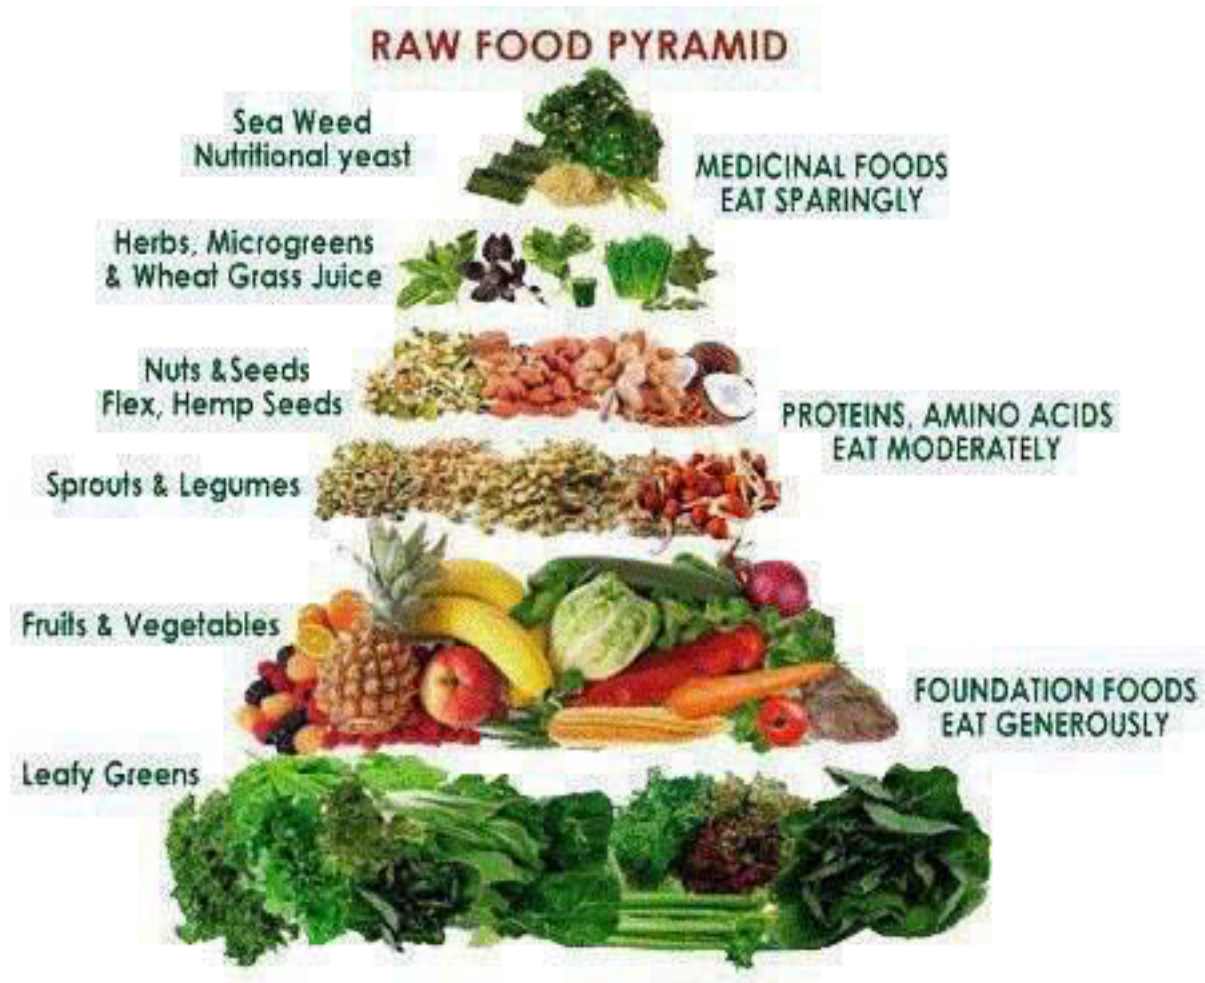 RAW FOOD PYRAMID
Sea Weed
Nutritional yeast
MEDICINAL FOODS
EAT SPARINGLY
Herbs, Microgreens
& Wheat Grass Juice
Nuts & Seeds
Flex, Hemp Seeds
PROTEINS, AMINO ACIDS
EAT MODERATELY
Sprouts & Legumes
Fruits & Vegetables
FOUNDATION FOODS
EAT GENEROUSLY
Leafy Greens